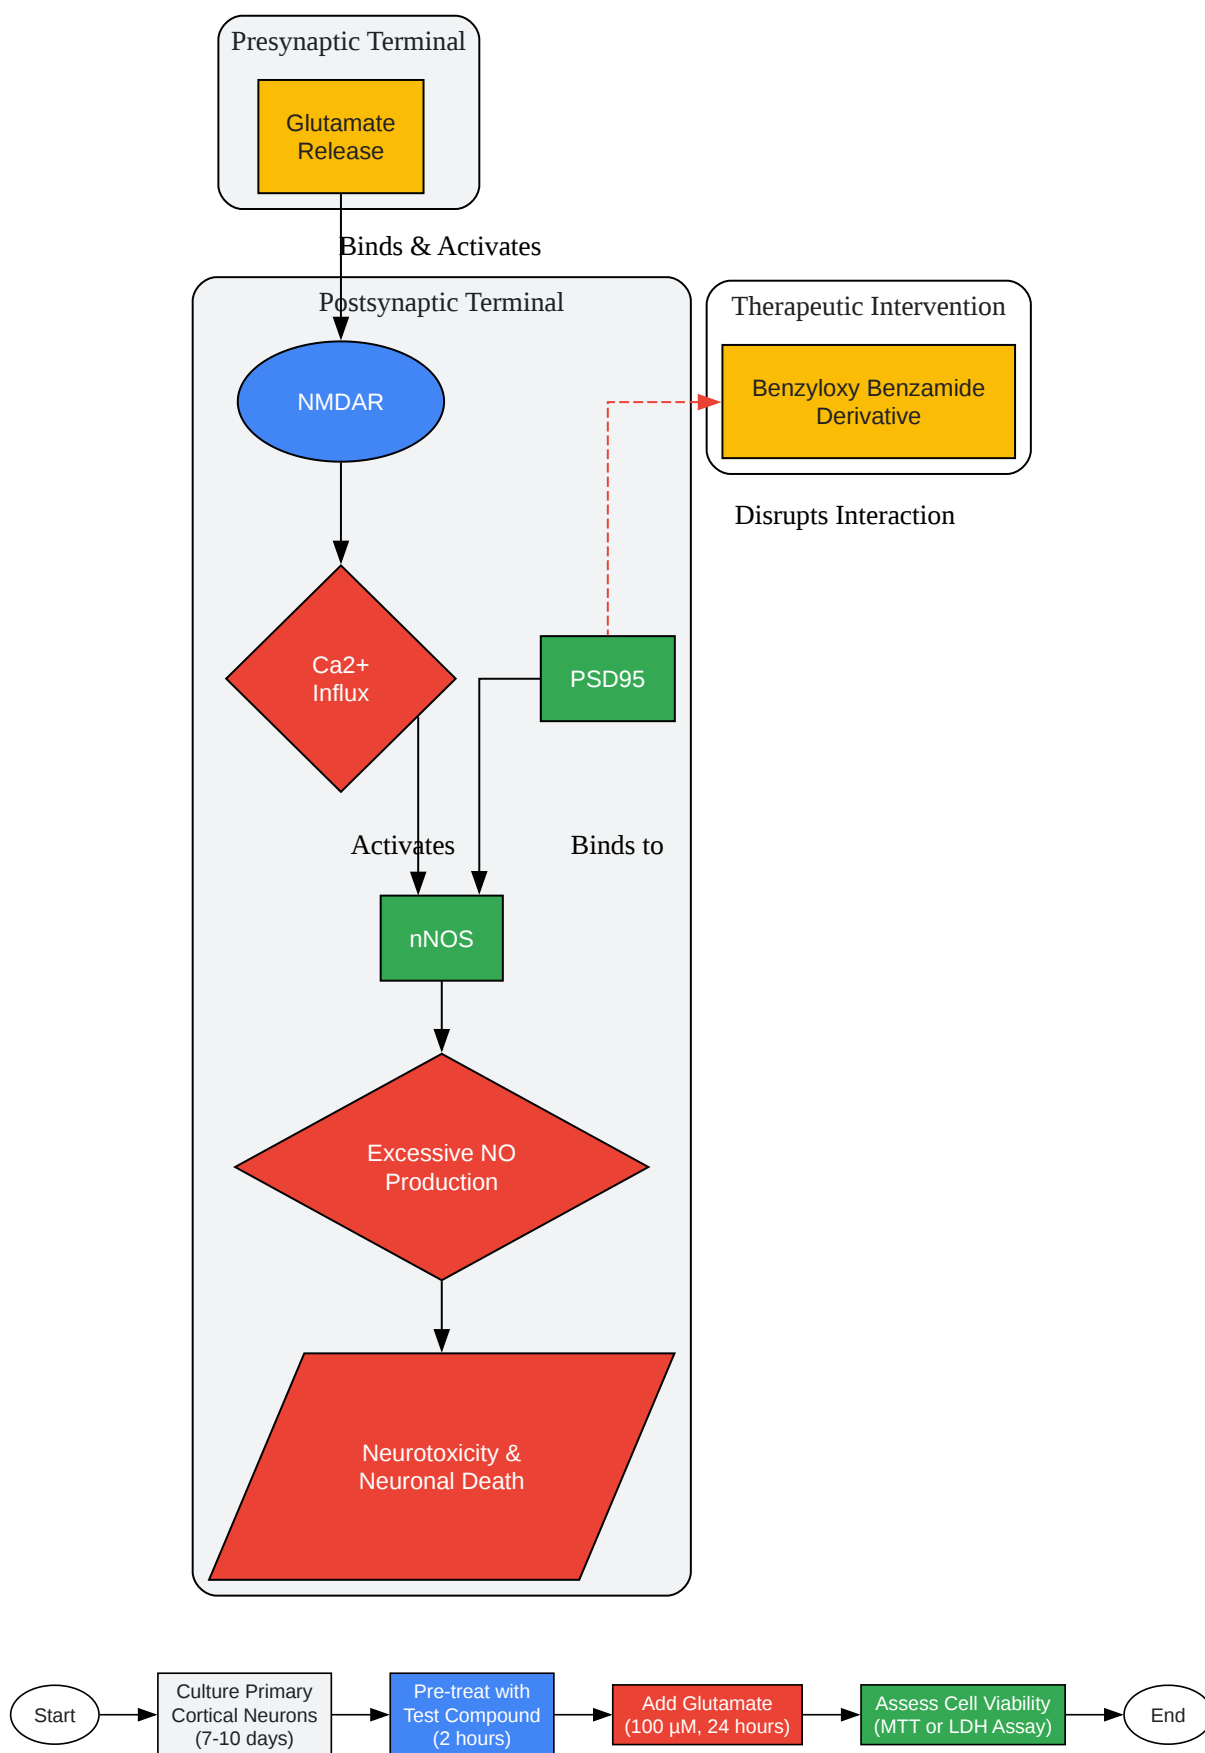 Presynaptic Terminal
Glutamate
Release
Binds & Activates
Postsynaptic Terminal
Therapeutic Intervention
NMDAR
Benzyloxy Benzamide
Derivative
Disrupts Interaction
Ca2+
Influx
PSD95
Activates
Binds to
nNOS
Excessive NO
Production
Neurotoxicity &
Neuronal Death
Start
Culture Primary
Cortical Neurons
(7-10 days)
Pre-treat with
Test Compound
(2 hours)
Add Glutamate
(100 µM, 24 hours)
Assess Cell Viability
(MTT or LDH Assay)
End